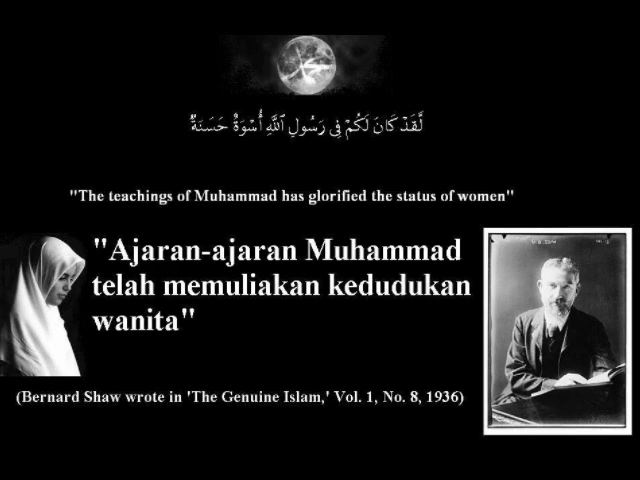 لَّقَدْ كَانَ لَكُمْ فِي رَسُولِ ٱللَّهِ أُسْوَةٌ حَسَنَةٌ
"The teachings of Muhammad has glorified the status of women"
"Ajaran-ajaran Muhammad
telah memuliakan kedudukan
wanita"
(Bernard Shaw wrote in 'The Genuine Islam,' Vol. 1, No. 8, 1936)